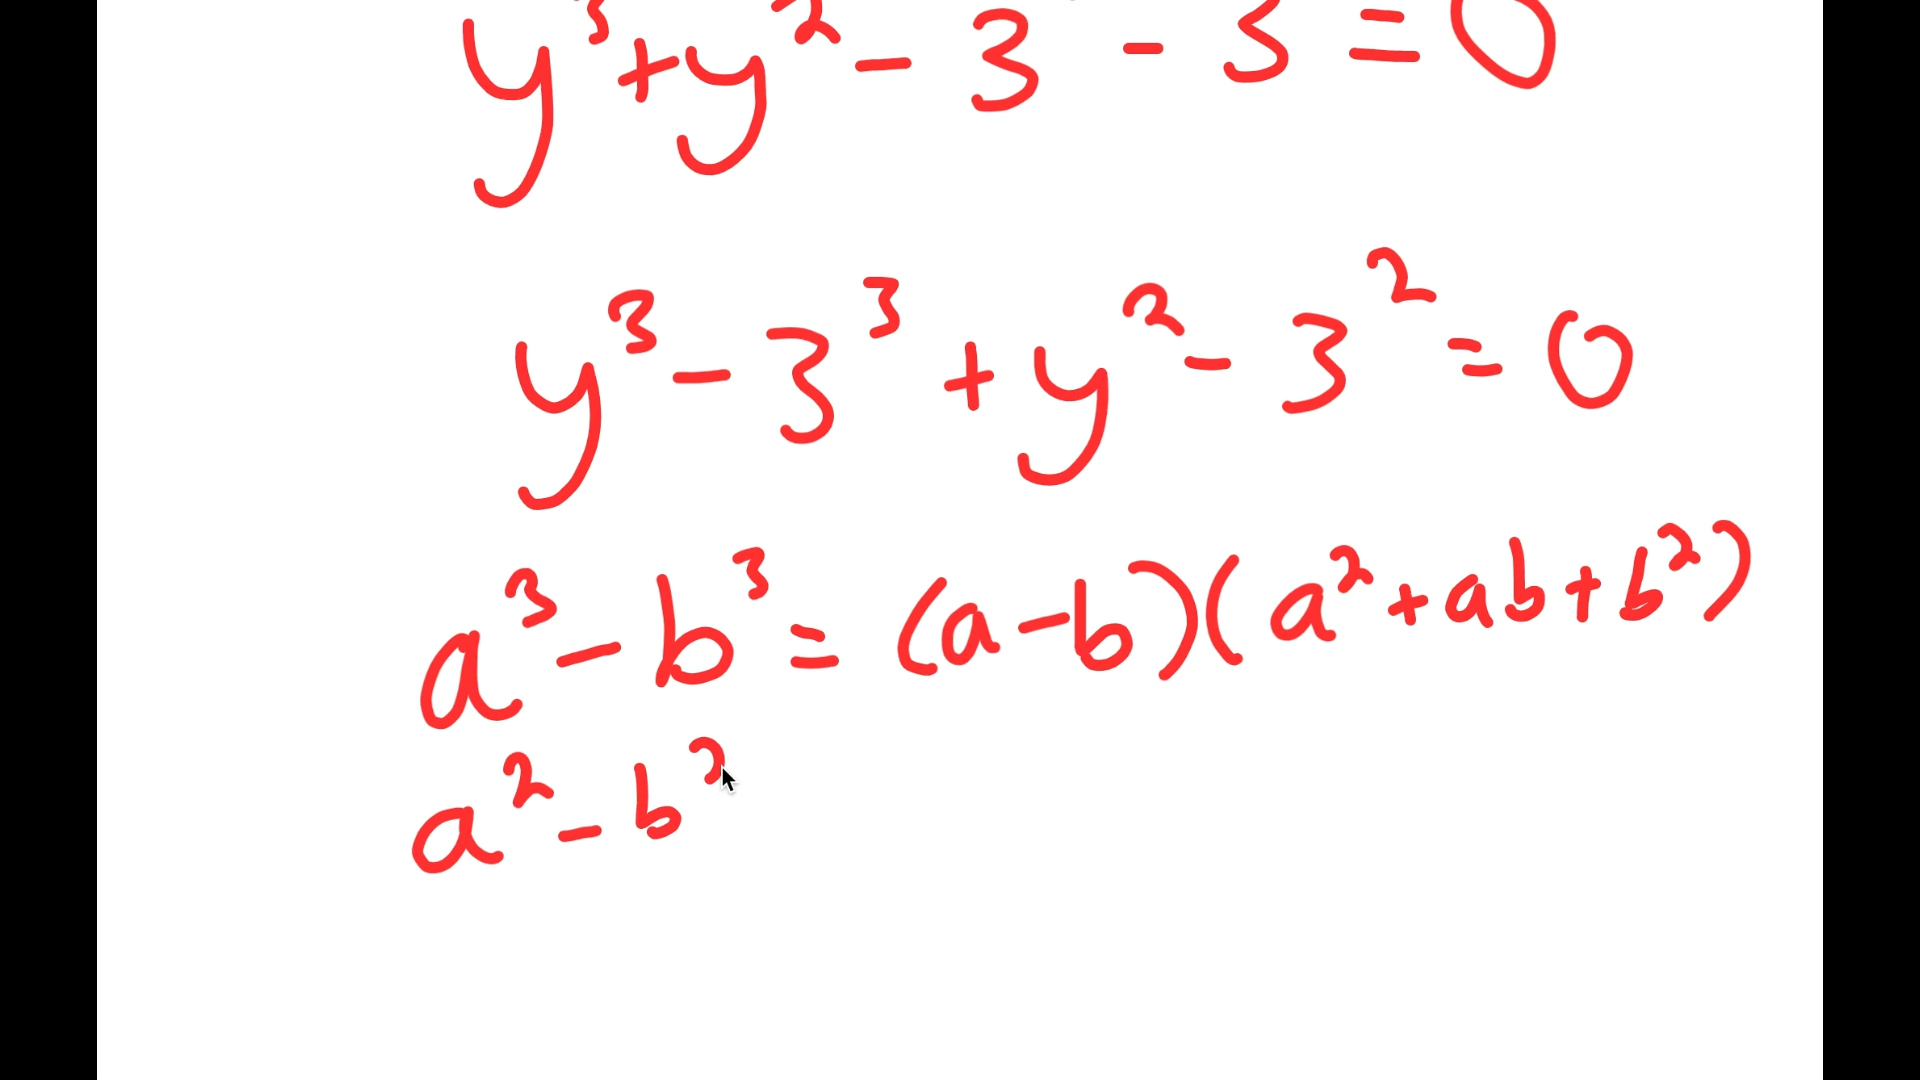 y³+y²-3 -3=0
y³-3³+y²-3²=0
a³-b³=(a-b)(a²+ab+b²)
a²-b²